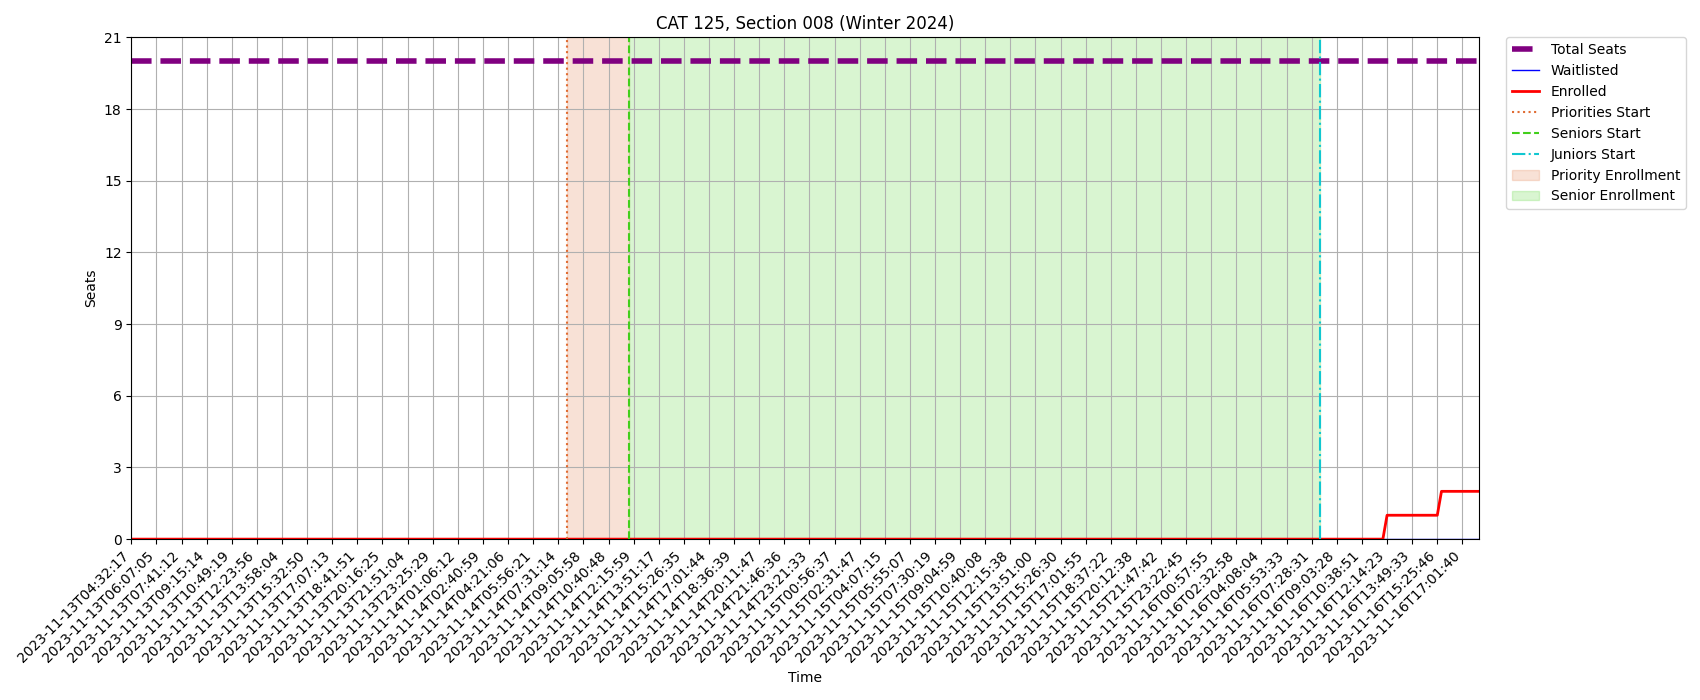 CAT 125, Section 008 (Winter 2024)
21
18
15
12
9
6
3
0
Seats
Total Seats
Waitlisted
Enrolled
Priorities Start
Seniors Start
Juniors Start
Priority Enrollment
Senior Enrollment
2023-11-13T04:32:17
2023-11-13T06:07:05
2023-11-13T07:41:12
2023-11-13T09:15:14
2023-11-13T10:49:19
2023-11-13T12:23:56
2023-11-13T13:58:04
2023-11-13T15:32:50
2023-11-13T17:07:13
2023-11-13T18:41:51
2023-11-13T20:16:25
2023-11-13T21:51:04
2023-11-13T23:25:29
2023-11-14T01:06:12
2023-11-14T02:40:59
2023-11-14T04:21:06
2023-11-14T05:56:21
2023-11-14T07:31:14
2023-11-14T09:05:58
2023-11-14T10:40:48
2023-11-14T12:15:59
2023-11-14T13:51:17
2023-11-14T15:26:35
2023-11-14T17:01:44
2023-11-14T18:36:39
2023-11-14T20:11:47
2023-11-14T21:46:36
2023-11-14T23:21:33
2023-11-15T00:56:37
2023-11-15T02:31:47
2023-11-15T04:07:15
2023-11-15T05:55:07
2023-11-15T07:30:19
2023-11-15T09:04:59
2023-11-15T10:40:08
2023-11-15T12:15:38
2023-11-15T13:51:00
2023-11-15T15:26:30
2023-11-15T17:01:55
2023-11-15T18:37:22
2023-11-15T20:12:38
2023-11-15T21:47:42
2023-11-15T23:22:45
2023-11-16T00:57:55
2023-11-16T02:32:58
2023-11-16T04:08:04
2023-11-16T05:53:33
2023-11-16T07:28:31
2023-11-16T09:03:28
2023-11-16T10:38:51
2023-11-16T12:14:23
2023-11-16T13:49:33
2023-11-16T15:25:46
2023-11-16T17:01:40
Time